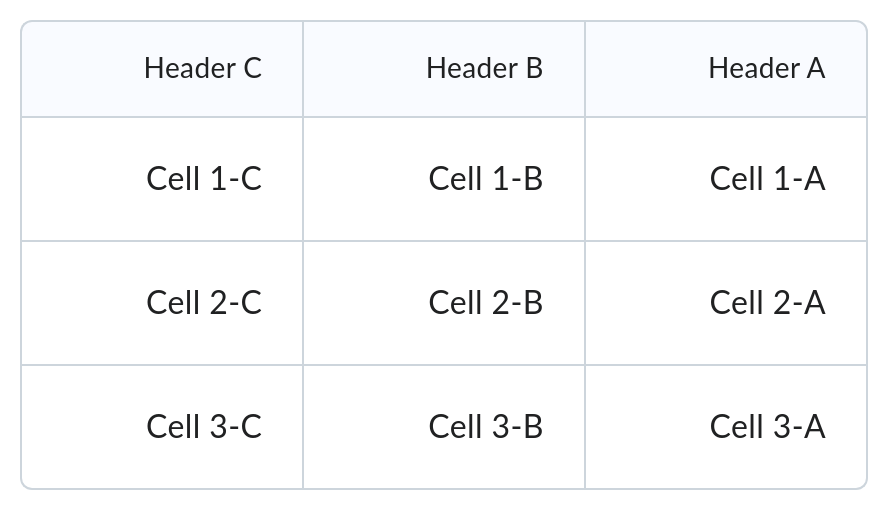 Header C Header B Header A
Cell 1-C Cell 1-B Cell 1-A
Cell 2-C Cell 2-B Cell 2-A
Cell 3-C Cell 3-B Cell 3-A